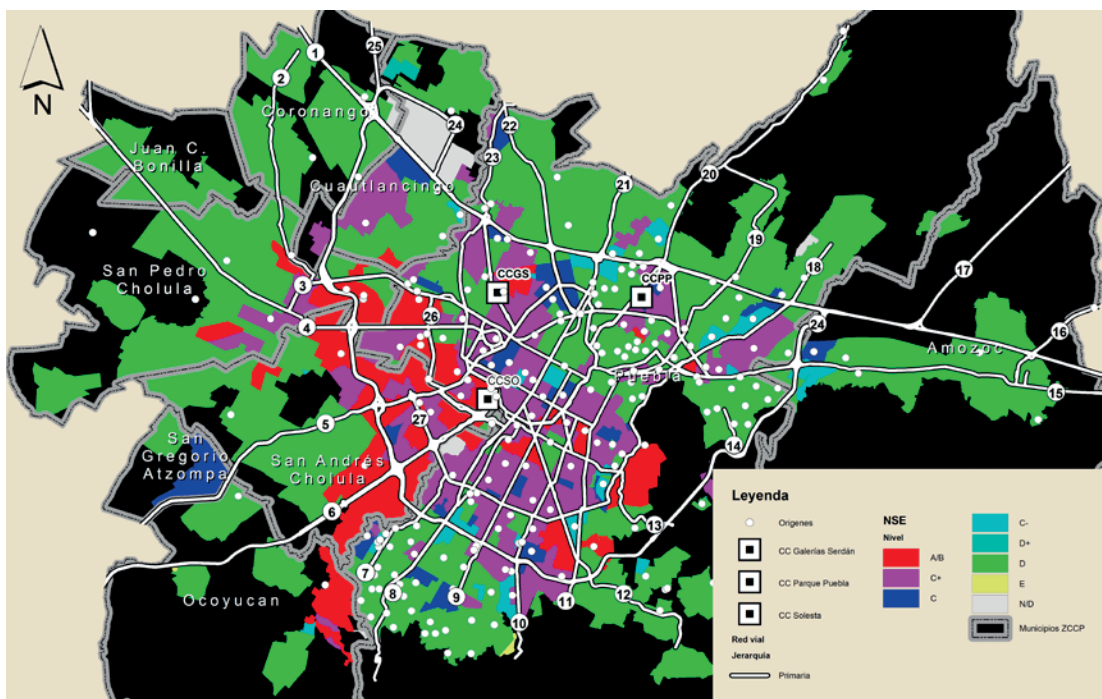 N
1
25
2
Coronango
24
22
23
Juan C.
Bonilla
Cuautlancingo
21
20
19
18
17
San Pedro
Cholula
3
CCGS
CCPP
4
26
24
16
Amozoc
Puebla
CCSO
15
5
27
14
San
Gregorio
Atzompa
San Andrés
Cholula
6
13
7
8
9
10
11
12
Ocoyucan
Leyenda
Origenes
CC Galerías Serdán
CC Parque Puebla
CC Solesta
Red vial
Jerarquía
Primaria
NSE
Nivel
A/B
C+
C
C-
D+
D
E
N/D
Municipios ZCCP